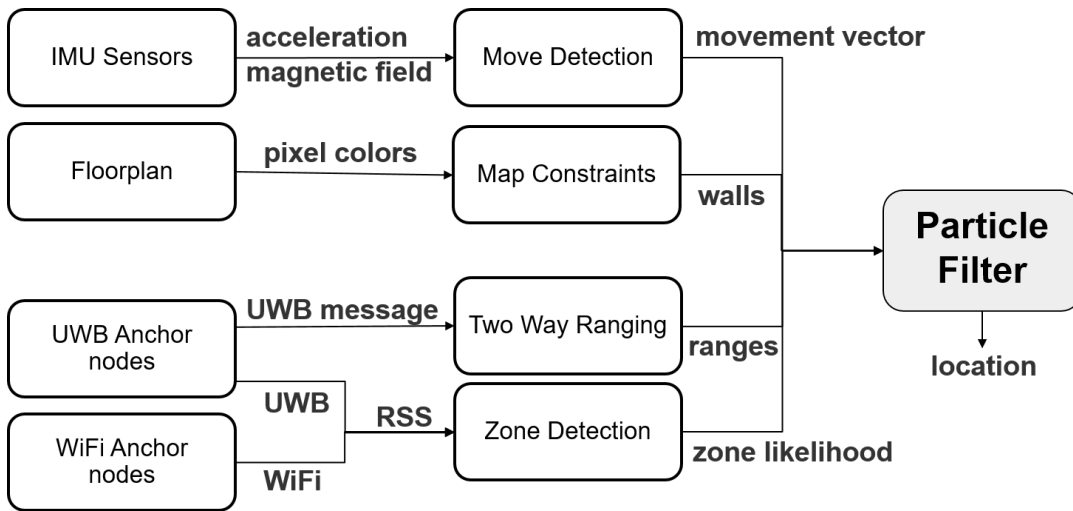 IMU Sensors
acceleration
magnetic field
Move Detection
movement vector
Floorplan
pixel colors
Map Constraints
walls
Particle
Filter
location
UWB Anchor
nodes
UWB message
Two Way Ranging
ranges
UWB
RSS
WiFi
WiFi Anchor
nodes
Zone Detection
zone likelihood